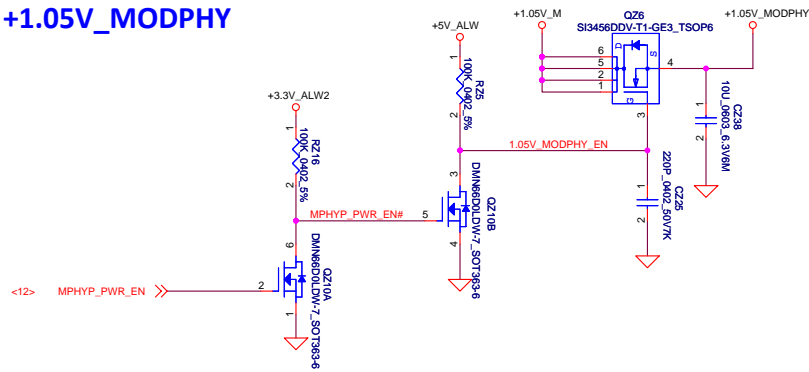 +1.05V_MODPHY
+5V_ALW
+1.05V_M
QZ6
SI3456DDV-T1-GE3_TSOP6
+1.05V_MODPHY
D
S
G
6
5
2
1
4
3
1
RZ5
100K_0402_5%
2
+3.3V_ALW2
1
RZ16
100K_0402_5%
2
1
CZ38
10U_0603_6.3V6M
2
1.05V_MODPHY_EN
1
CZ25
220P_0402_50V7K
2
3
QZ10B
DMN66D0LDW-7_SOT363-6
5
4
MPHYP_PWR_EN#
6
QZ10A
DMN66D0LDW-7_SOT363-6
2
1
<12> MPHYP_PWR_EN